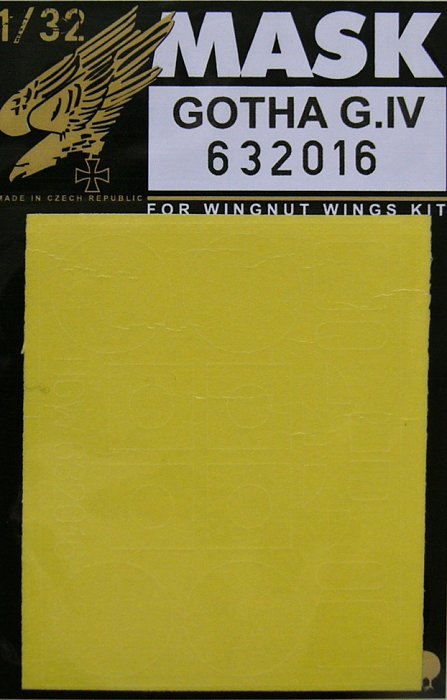 1/32
MASK
GOTHA G.IV
632016
MADE IN CZECH REPUBLIC
FOR WINGNUT WINGS KIT